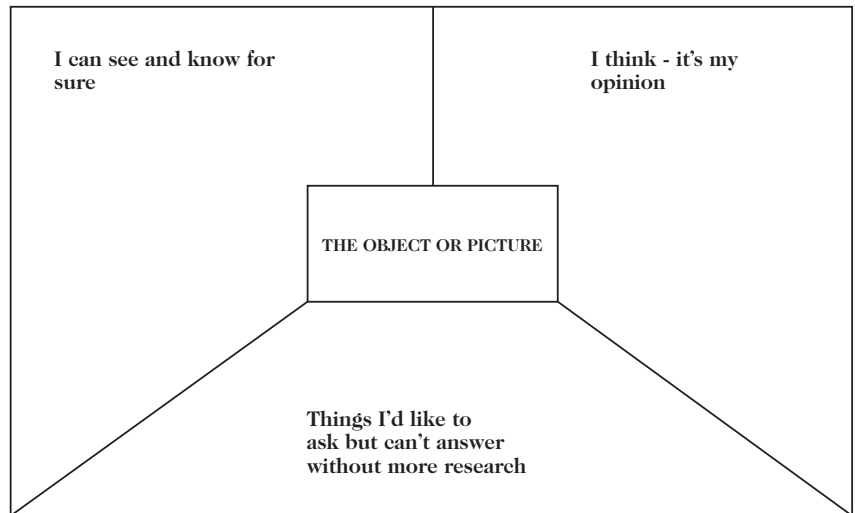 I can see and know for
sure
I think - it's my
opinion
THE OBJECT OR PICTURE
Things I’d like to
ask but can’t answer
without more research